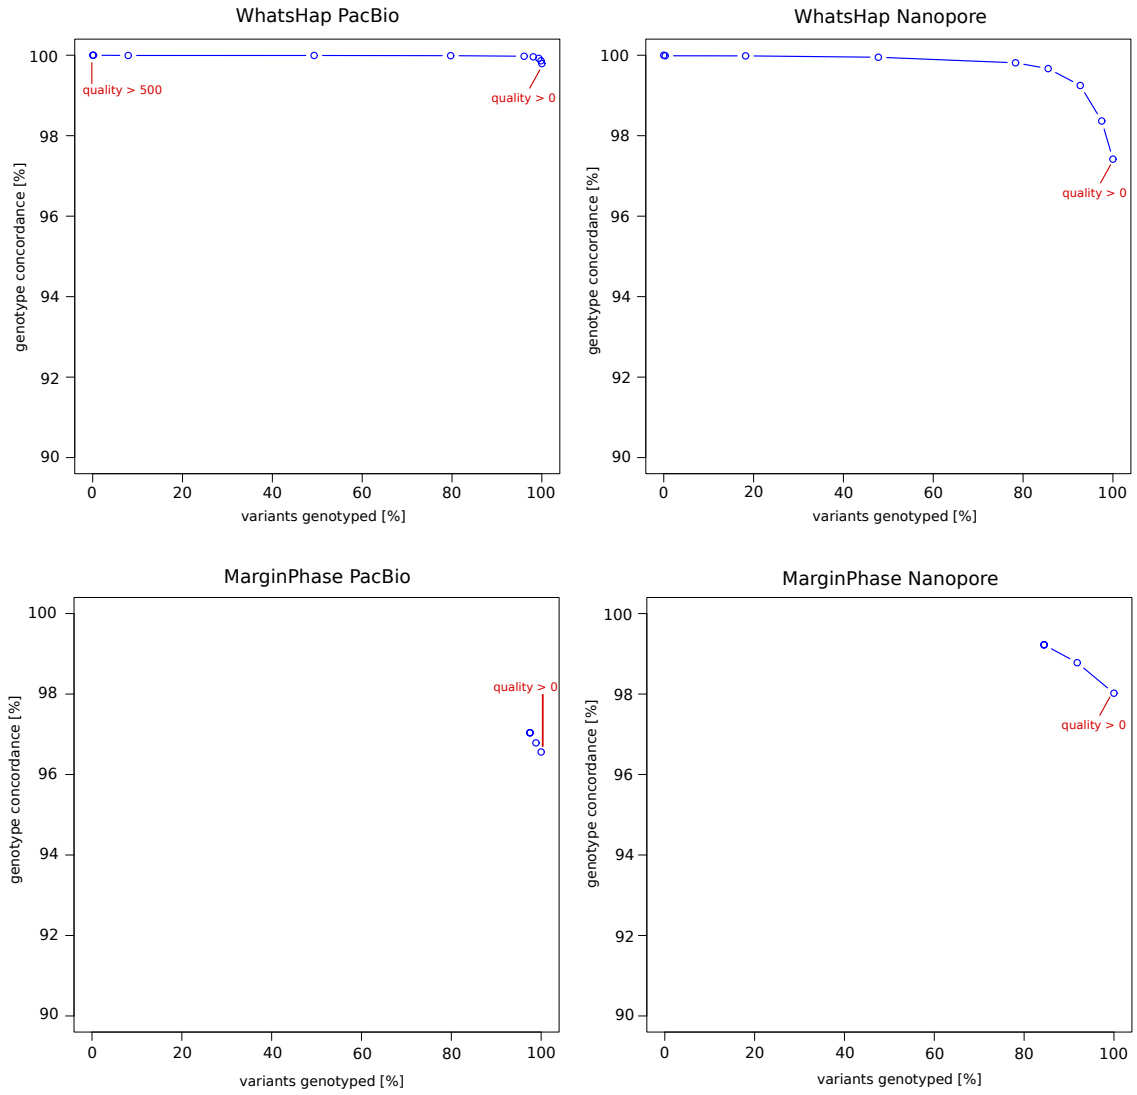 WhatsHap PacBio
genotype concordance [%]
100
98
96
94
92
90
quality > 500
quality > 0
0 20 40 60 80 100
variants genotyped [%]
WhatsHap Nanopore
genotype concordance [%]
100
98
96
94
92
90
quality > 0
0 20 40 60 80 100
variants genotyped [%]
MarginPhase PacBio
genotype concordance [%]
100
98
96
94
92
90
quality > 0
0 20 40 60 80 100
variants genotyped [%]
MarginPhase Nanopore
genotype concordance [%]
100
98
96
94
92
90
quality > 0
0 20 40 60 80 100
variants genotyped [%]